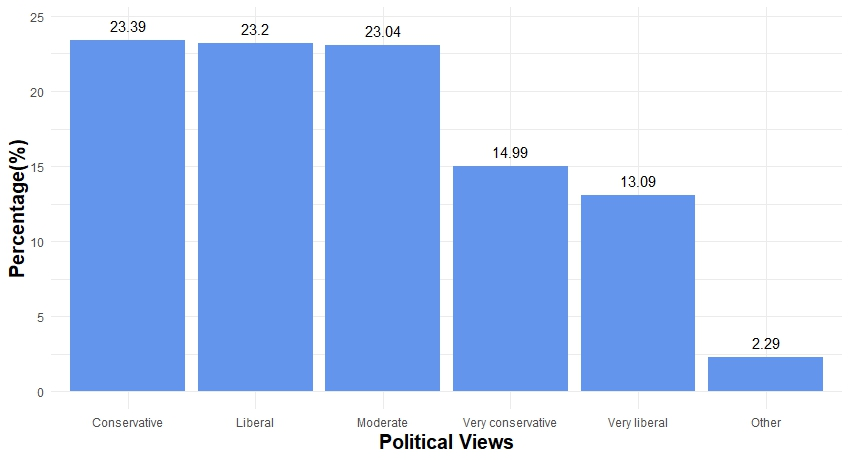 Percentage(%)
25
20
15
10
5
0
23.39
23.2
23.04
14.99
13.09
2.29
Conservative
Liberal
Moderate
Very conservative
Very liberal
Other
Political Views